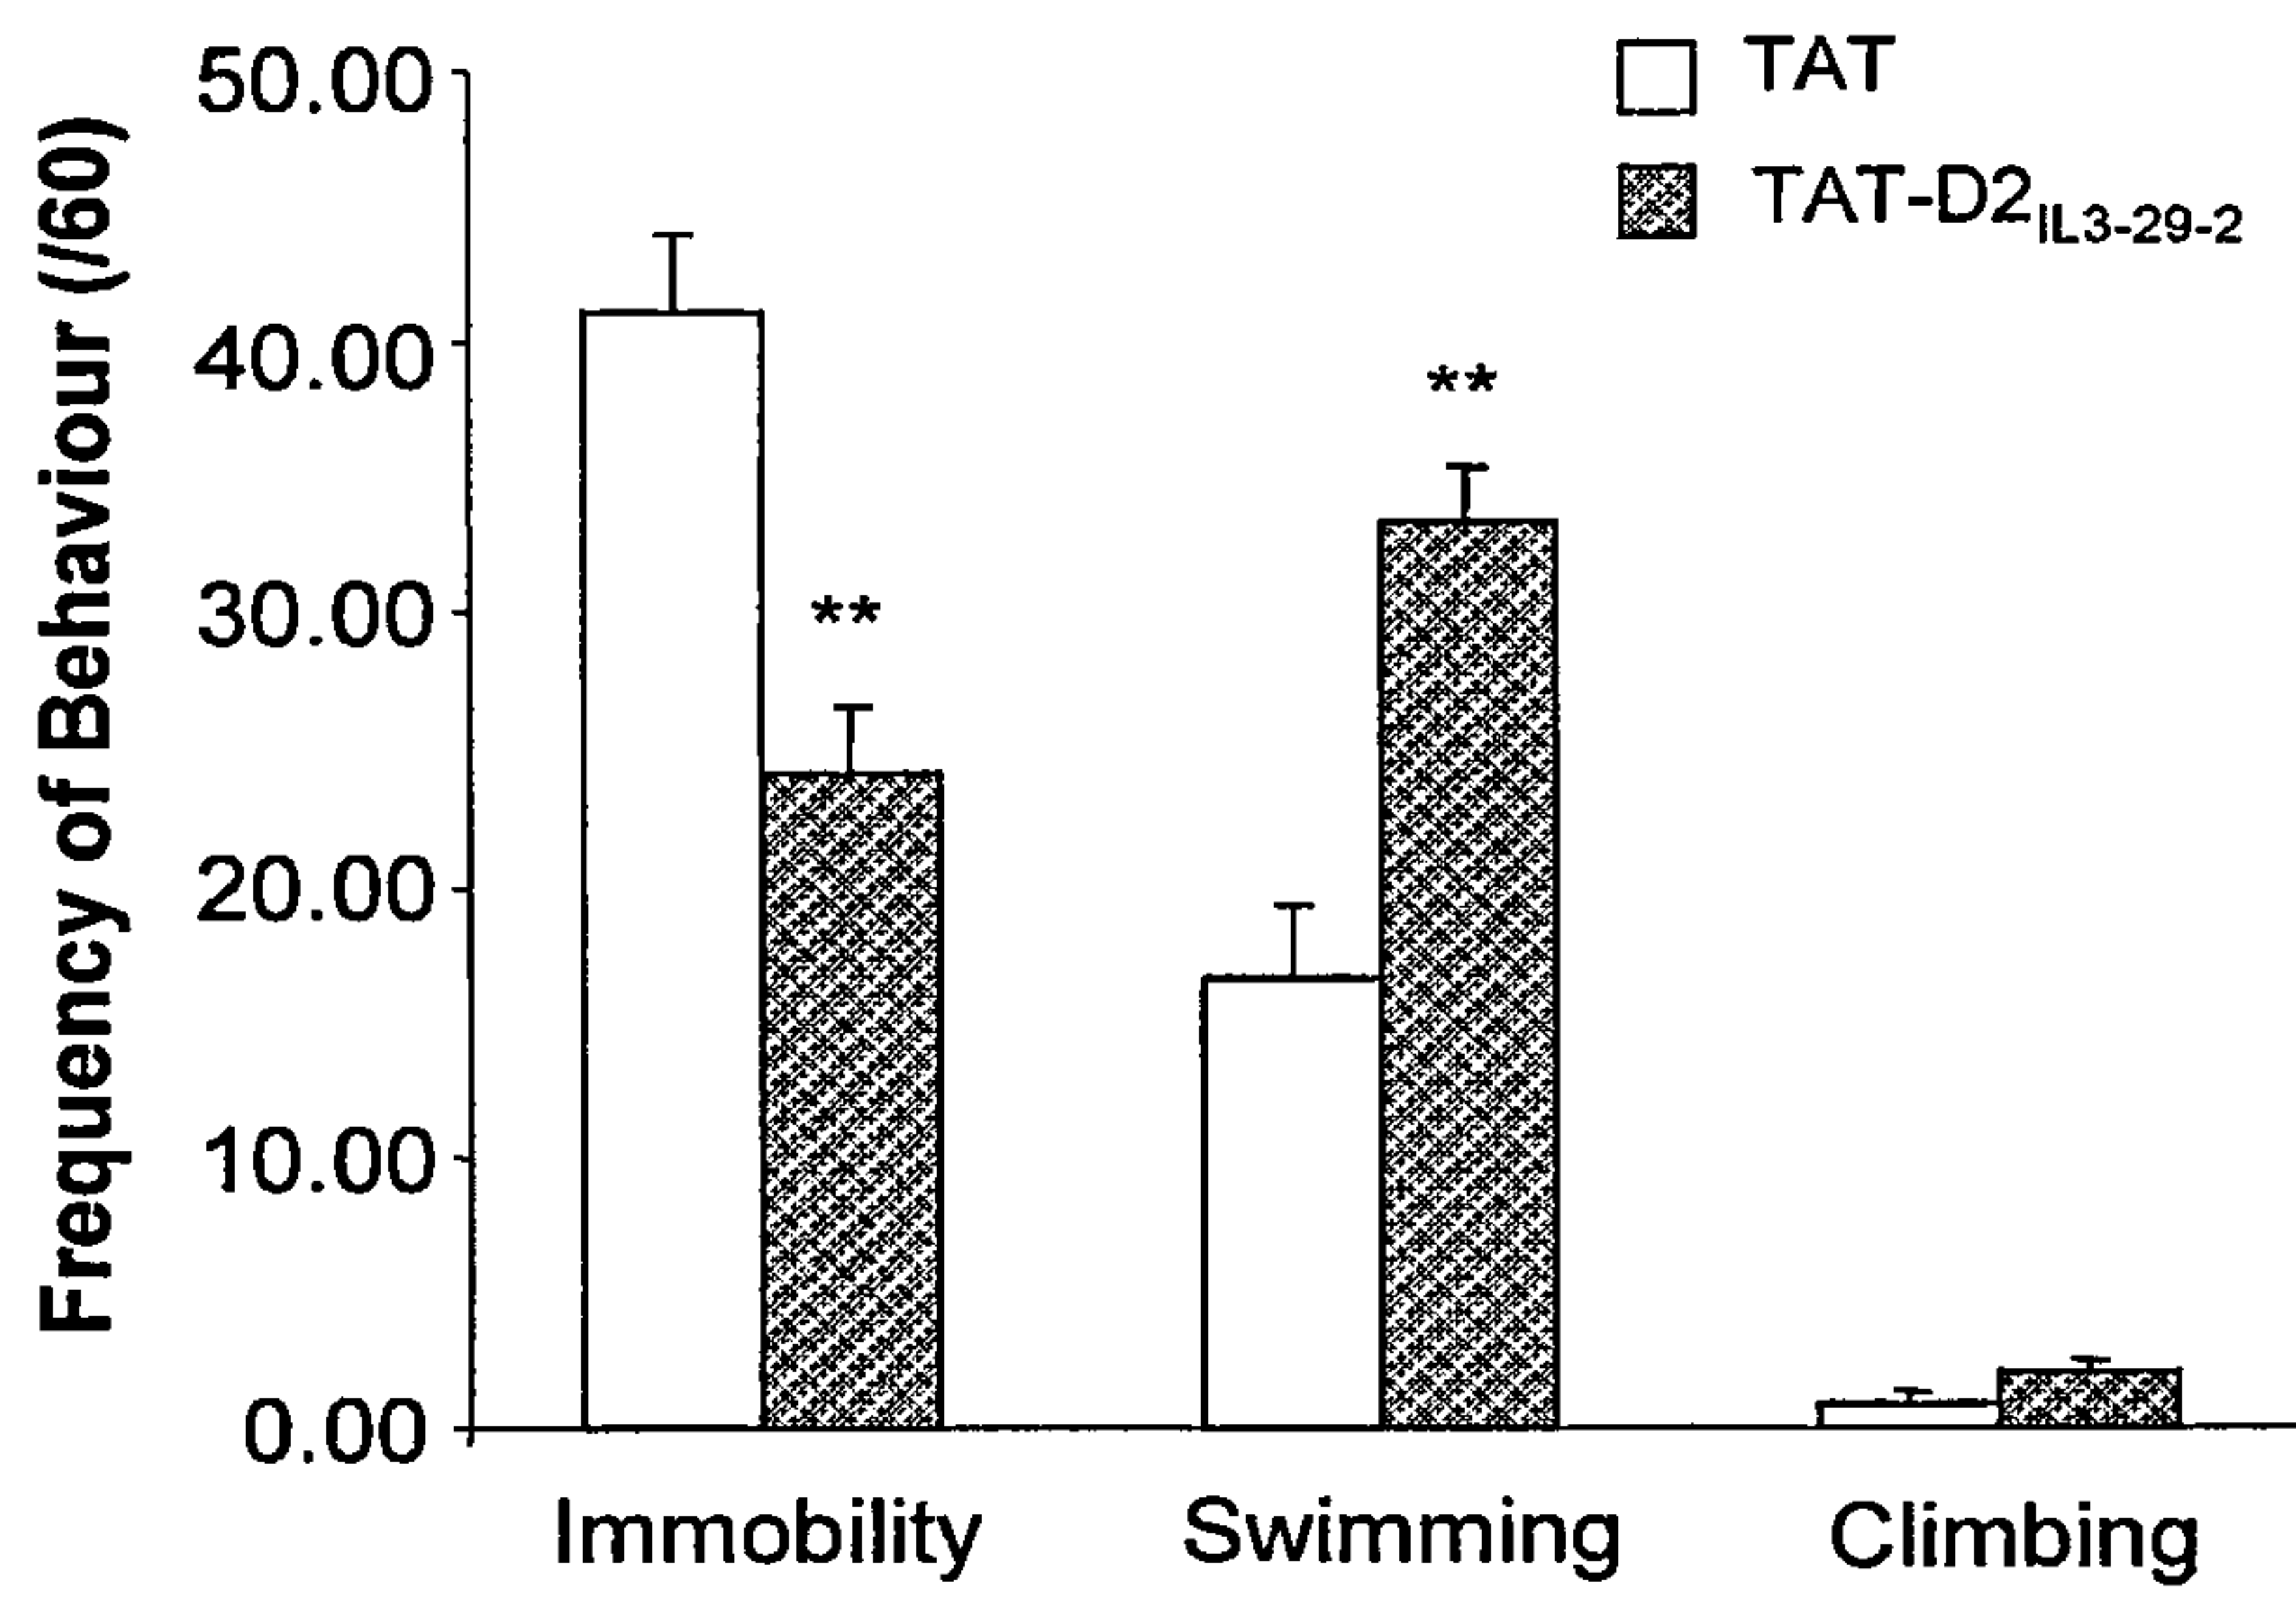 Frequency of Behaviour (/60)
50.00
40.00
30.00
20.00
10.00
0.00
TAT
TAT-D2IL3-29-2
**
**
Immobility
Swimming
Climbing